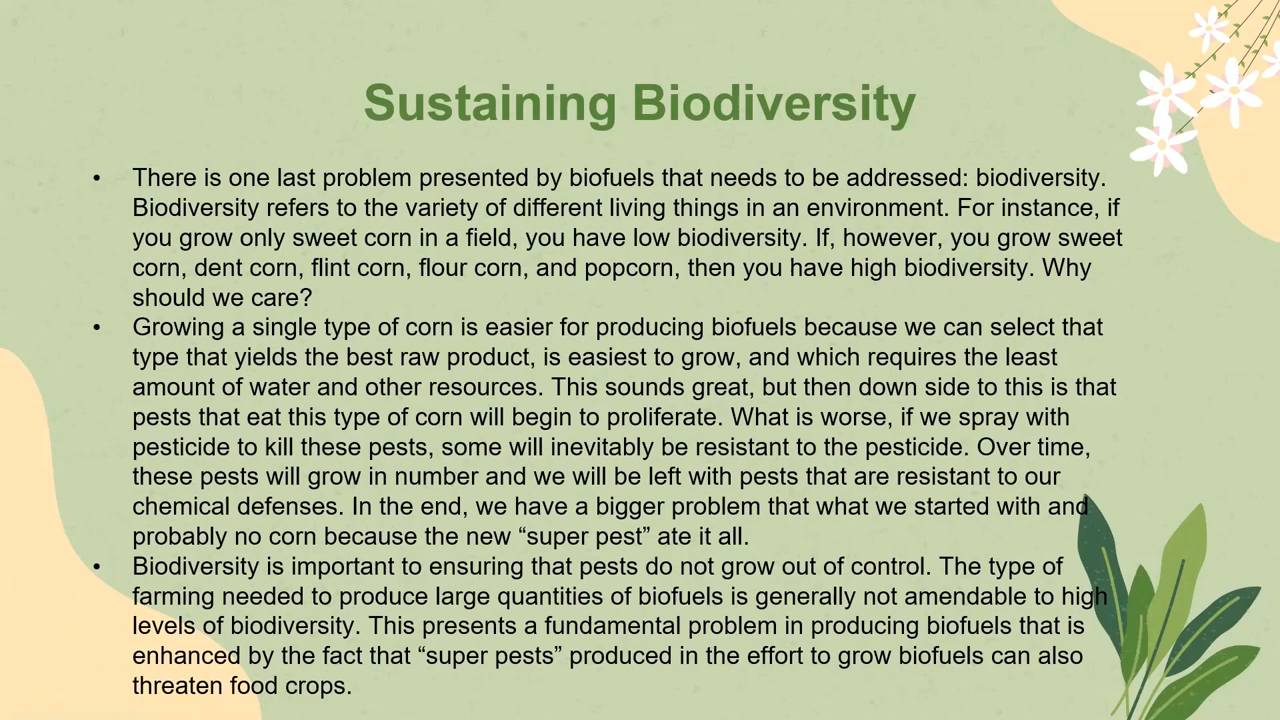 Sustaining Biodiversity
• There is one last problem presented by biofuels that needs to be addressed: biodiversity.
Biodiversity refers to the variety of different living things in an environment. For instance, if
you grow only sweet corn in a field, you have low biodiversity. If, however, you grow sweet
corn, dent corn, flint corn, flour corn, and popcorn, then you have high biodiversity. Why
should we care?
• Growing a single type of corn is easier for producing biofuels because we can select that
type that yields the best raw product, is easiest to grow, and which requires the least
amount of water and other resources. This sounds great, but then down side to this is that
pests that eat this type of corn will begin to proliferate. What is worse, if we spray with
pesticide to kill these pests, some will inevitably be resistant to the pesticide. Over time,
these pests will grow in number and we will be left with pests that are resistant to our
chemical defenses. In the end, we have a bigger problem that what we started with and
probably no corn because the new “super pest” ate it all.
• Biodiversity is important to ensuring that pests do not grow out of control. The type of
farming needed to produce large quantities of biofuels is generally not amendable to high
levels of biodiversity. This presents a fundamental problem in producing biofuels that is
enhanced by the fact that “super pests” produced in the effort to grow biofuels can also
threaten food crops.